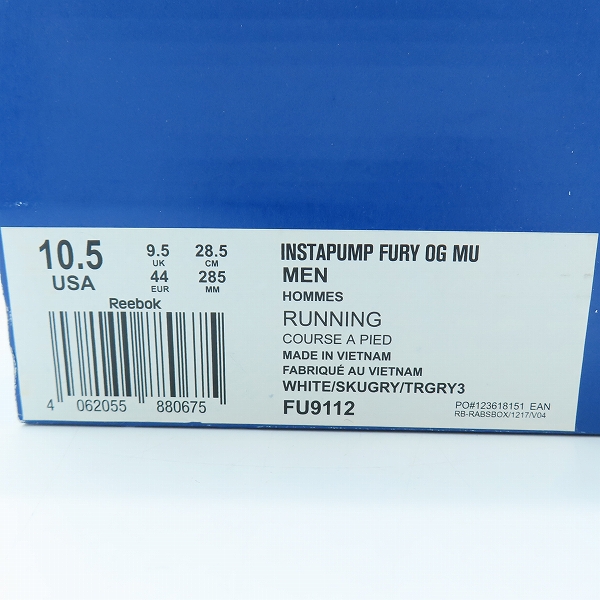 10.5
USA
9.5
UK
44
EUR
28.5
CM
285
MM
Reebok
4 062055 880675
INSTAPUMP FURY OG MU
MEN
HOMMES
RUNNING
COURSE A PIED
MADE IN VIETNAM
FABRIQUÉ AU VIETNAM
WHITE/SKUGRY/TRGRY3
FU9112
PO#123618151 EAN
RB-RABSBOX/1217/V04